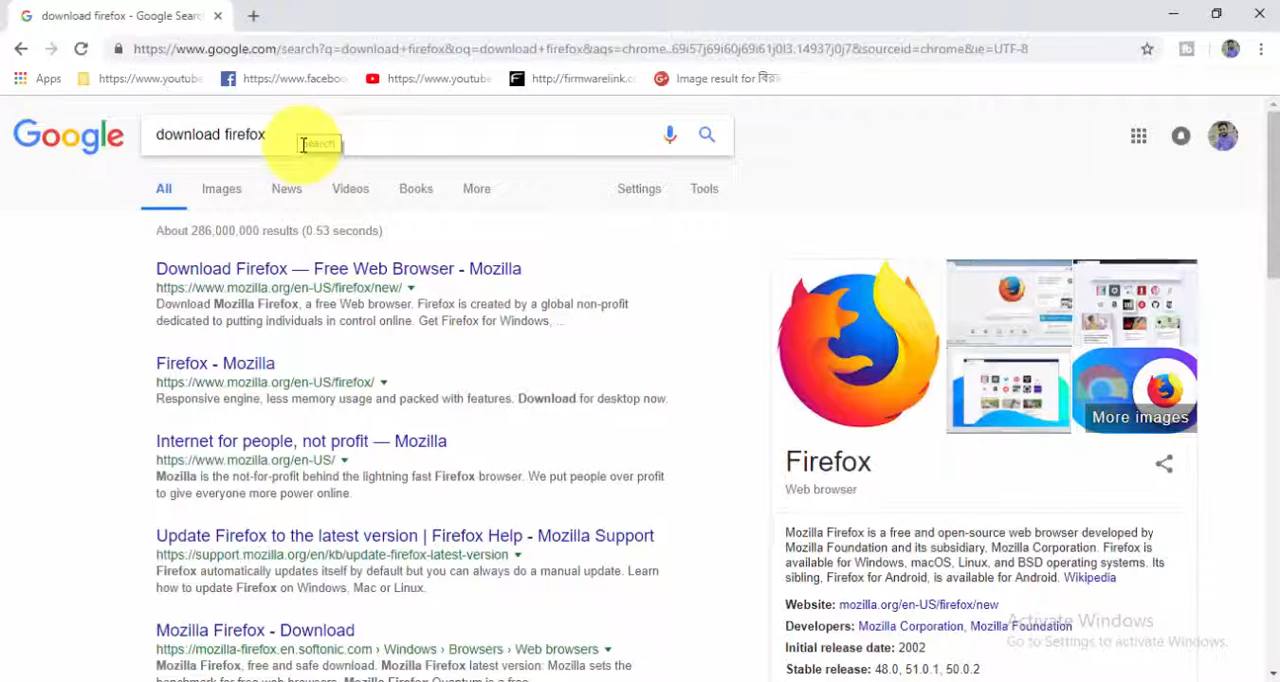 download firefox - Google Searc
https://www.google.com/search?q=download+firefox&oq=download+firefox&aqs=chrome..69i57j69i60j69i61j0l3.14937j0j7&sourceid=chrome&ie=UTF-8
Apps https://www.youtube https://www.faceboo https://www.youtube http://firmwarelink.c Image result for বির
Google download firefox
All Images News Videos Books More Settings Tools
About 286,000,000 results (0.53 seconds)
Download Firefox — Free Web Browser - Mozilla
https://www.mozilla.org/en-US/firefox/new/
Download Mozilla Firefox, a free Web browser. Firefox is created by a global non-profit
dedicated to putting individuals in control online. Get Firefox for Windows, ...
Firefox - Mozilla
https://www.mozilla.org/en-US/firefox/
Responsive engine, less memory usage and packed with features. Download for desktop now.
Internet for people, not profit — Mozilla
https://www.mozilla.org/en-US/
Mozilla is the not-for-profit behind the lightning fast Firefox browser. We put people over profit
to give everyone more power online.
Update Firefox to the latest version | Firefox Help - Mozilla Support
https://support.mozilla.org/en/kb/update-firefox-latest-version
Firefox automatically updates itself by default but you can always do a manual update. Learn
how to update Firefox on Windows, Mac or Linux.
Mozilla Firefox - Download
https://mozilla-firefox.en.softonic.com › Windows › Browsers › Web browsers
Mozilla Firefox, free and safe download. Mozilla Firefox latest version: Mozilla sets the
benchmark for web browsers. Mozilla Firefox Quantum is a free
More images
Firefox
Web browser
Mozilla Firefox is a free and open-source web browser developed by
Mozilla Foundation and its subsidiary, Mozilla Corporation. Firefox is
available for Windows, macOS, Linux, and BSD operating systems. Its
sibling, Firefox for Android, is available for Android. Wikipedia
Website: mozilla.org/en-US/firefox/new
Developers: Mozilla Corporation, Mozilla Foundation
Initial release date: 2002
Stable release: 48.0, 51.0.1, 50.0.2
Activate Windows
Go to Settings to activate Windows.